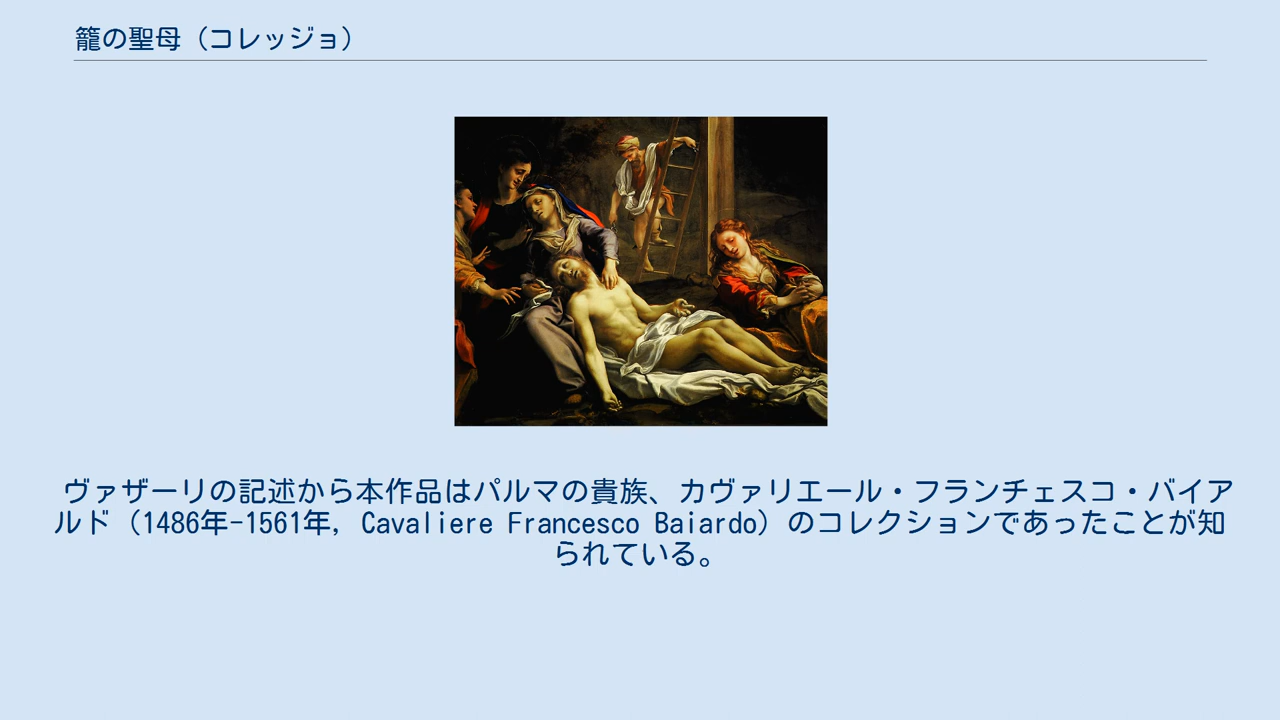 籠の聖母（コレッジョ）
ヴァザーリの記述から本作品はパルマの貴族、カヴァリエール・フランチェスコ・バイア
ルド（1486年-1561年, Cavaliere Francesco Baiardo）のコレクションであったことが知
られている。